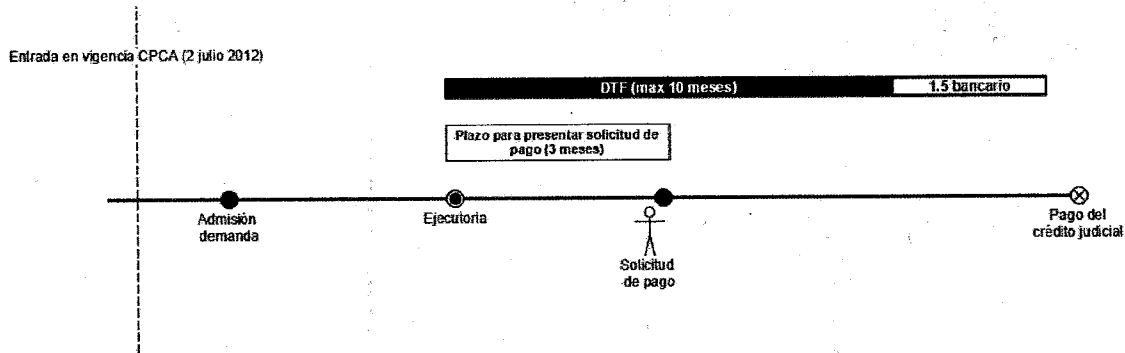 Entrada en vigencia CPCA (2 julio 2012)
DTF (max 10 meses)
1.5 bancario
Plazo para presentar solicitud de
pago (3 meses)
Admisión
demanda
Ejecutoria
Solicitud
de pago
Pago del
crédito judicial